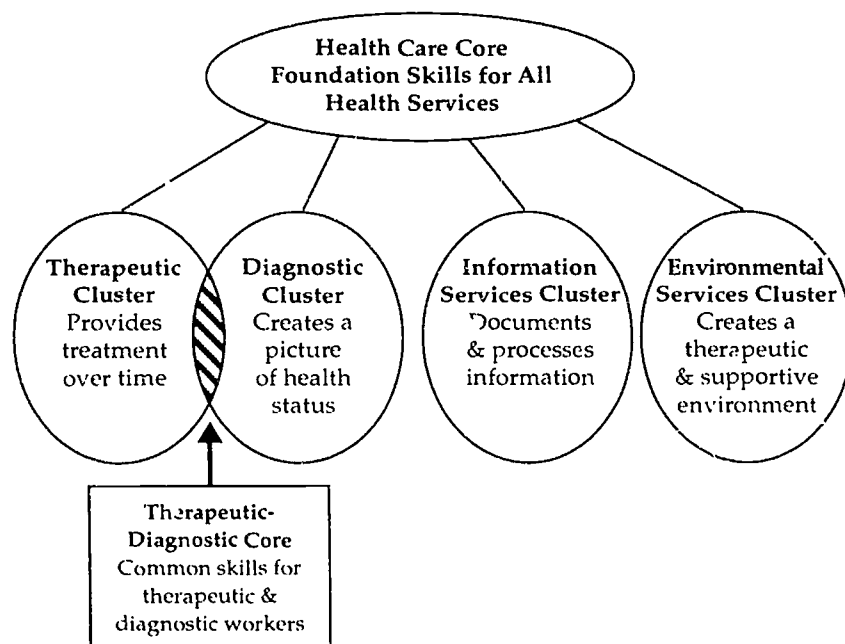 Health Care Core
Foundation Skills for All
Health Services
Therapeutic
Cluster
Provides
treatment
over time
Diagnostic
Cluster
Creates a
picture
of health
status
Information
Services Cluster
Documents
& processes
information
Environmental
Services Cluster
Creates a
therapeutic
& supportive
environment
Therapeutic-
Diagnostic Core
Common skills for
therapeutic &
diagnostic workers